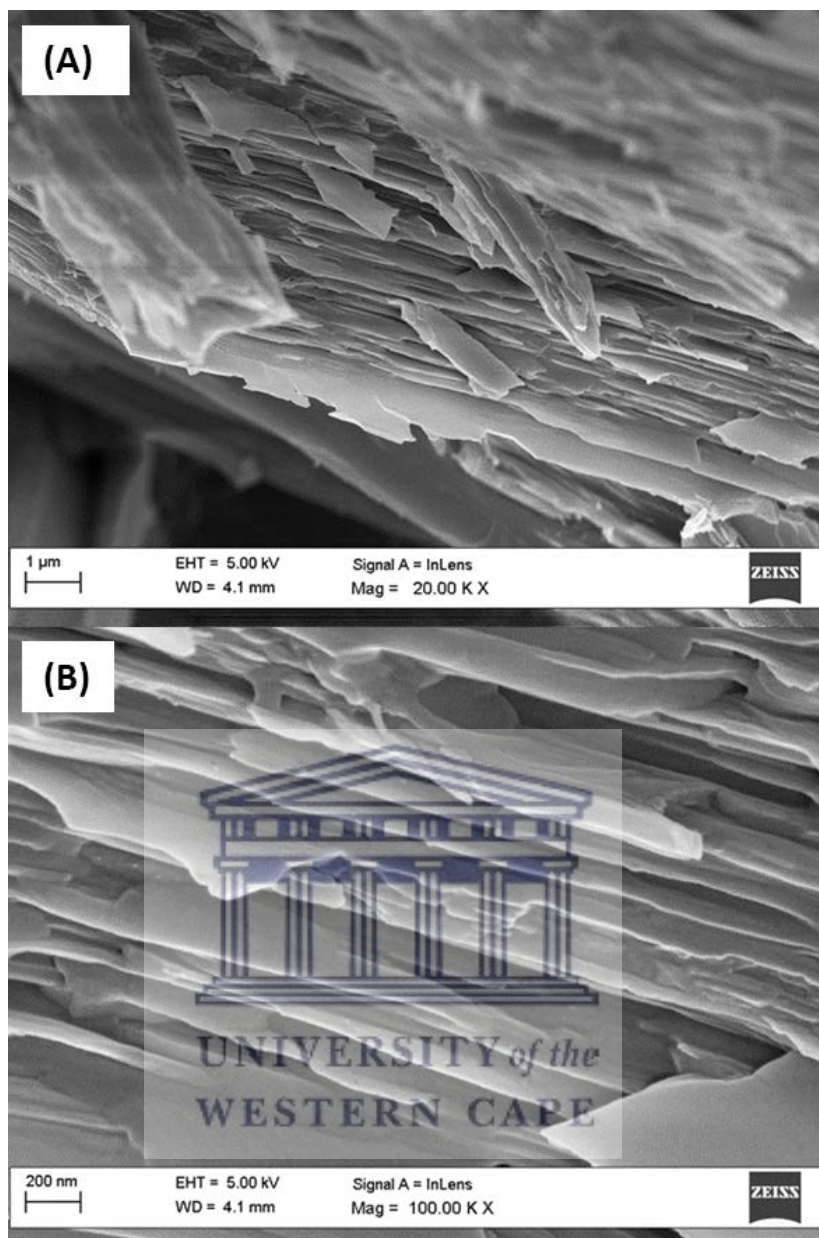 (A)
1 µm
EHT = 5.00 kV
Signal A = InLens
WD = 4.1 mm
Mag = 20.00 K X
ZEISS
(B)
UNIVERSITY of the
WESTERN CAPE
200 nm
EHT = 5.00 kV
Signal A = InLens
WD = 4.1 mm
Mag = 100.00 K X
ZEISS